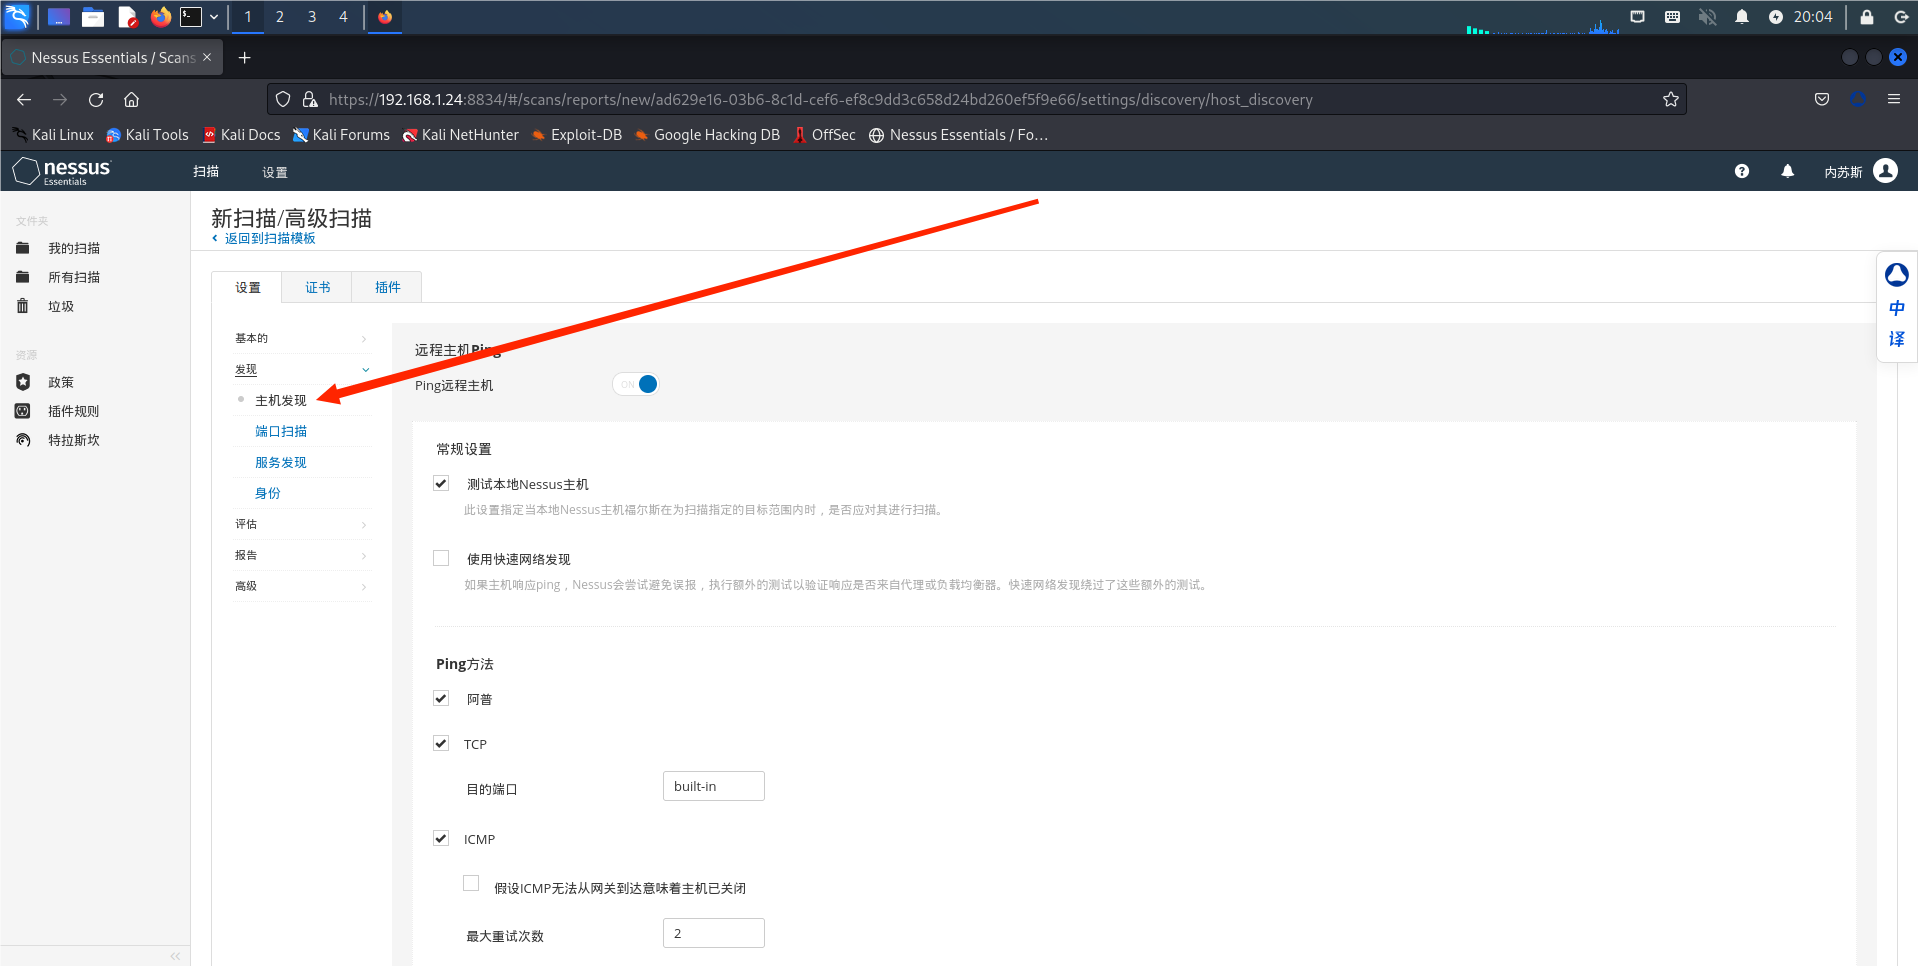 1 2 3 4
20:04
Nessus Essentials / Scans
https://192.168.1.24:8834/#/scans/reports/new/ad629e16-03b6-8c1d-cef6-ef8c9dd3c658d24bd260ef5f9e66/settings/discovery/host_discovery
Kali Linux Kali Tools Kali Docs Kali Forums Kali NetHunter Exploit-DB Google Hacking DB OffSec Nessus Essentials / Fo…
nessus
Essentials
扫描 设置
内苏斯
文件夹
我的扫描
所有扫描
垃圾
资源
政策
插件规则
特拉斯坎
新扫描/高级扫描
返回到扫描模板
设置 证书 插件
基本的
发现
主机发现
端口扫描
服务发现
身份
评估
报告
高级
远程主机Ping
Ping远程主机 ON
常规设置
测试本地Nessus主机
此设置指定当本地Nessus主机福尔斯在为扫描指定的目标范围内时，是否应对其进行扫描。
使用快速网络发现
如果主机响应ping，Nessus会尝试避免误报，执行额外的测试以验证响应是否来自代理或负载均衡器。快速网络发现绕过了这些额外的测试。
Ping方法
阿普
TCP
目的端口 built-in
ICMP
假设ICMP无法从网关到达意味着主机已关闭
最大重试次数 2
中
译